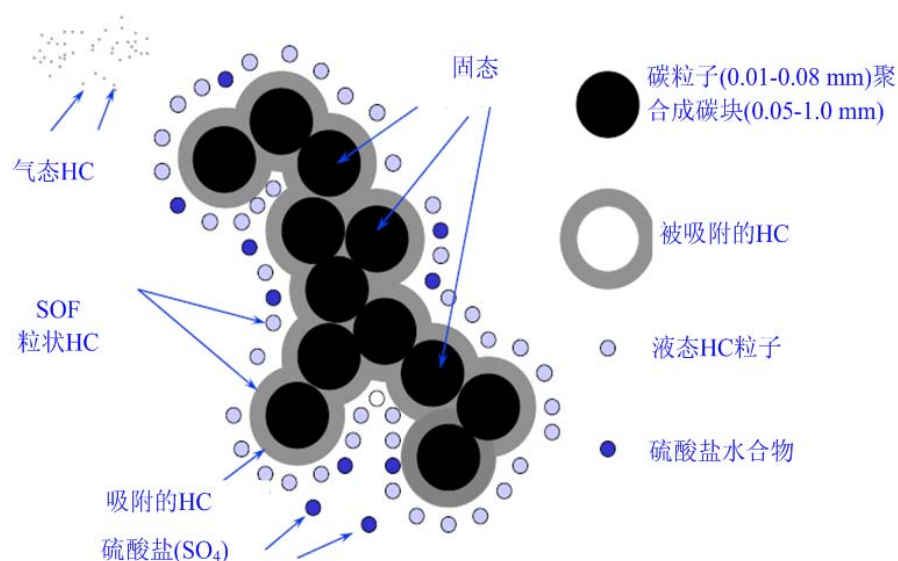 固态
碳粒子(0.01-0.08 mm)聚
合成碳块(0.05-1.0 mm)
气态HC
被吸附的HC
SOF
粒状HC
液态HC粒子
硫酸盐水合物
吸附的HC
硫酸盐(SO₄)